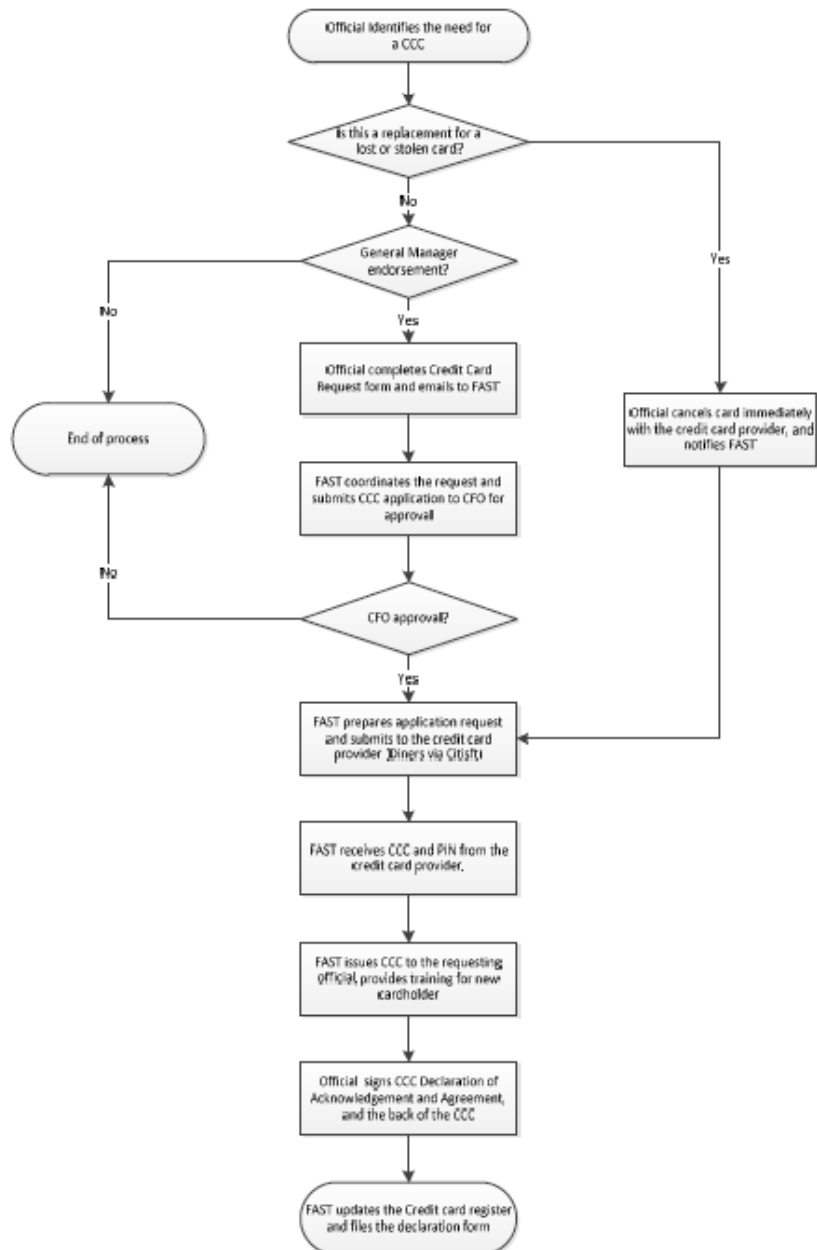 Official Identifies the need for
a CCC
Is this a replacement for a
lost or stolen card?
No
Yes
General Manager
endorsement?
No
Yes
Official completes Credit Card
Request form and emails to FAST
Official cancels card immediately
with the credit card provider, and
notifies FAST
End of process
FAST coordinates the request and
submits CCC application to CFO for
approval
No
CFO approval?
Yes
FAST prepares application request
and submits to the credit card
provider (Diners via Citi
FAST receives CCC and PIN from the
credit card provider.
FAST issues CCC to the requesting
official, provides training for new
cardholder
Official signs CCC Declaration of
Acknowledgement and Agreement,
and the back of the CCC
FAST updates the Credit card register
and files the declaration form